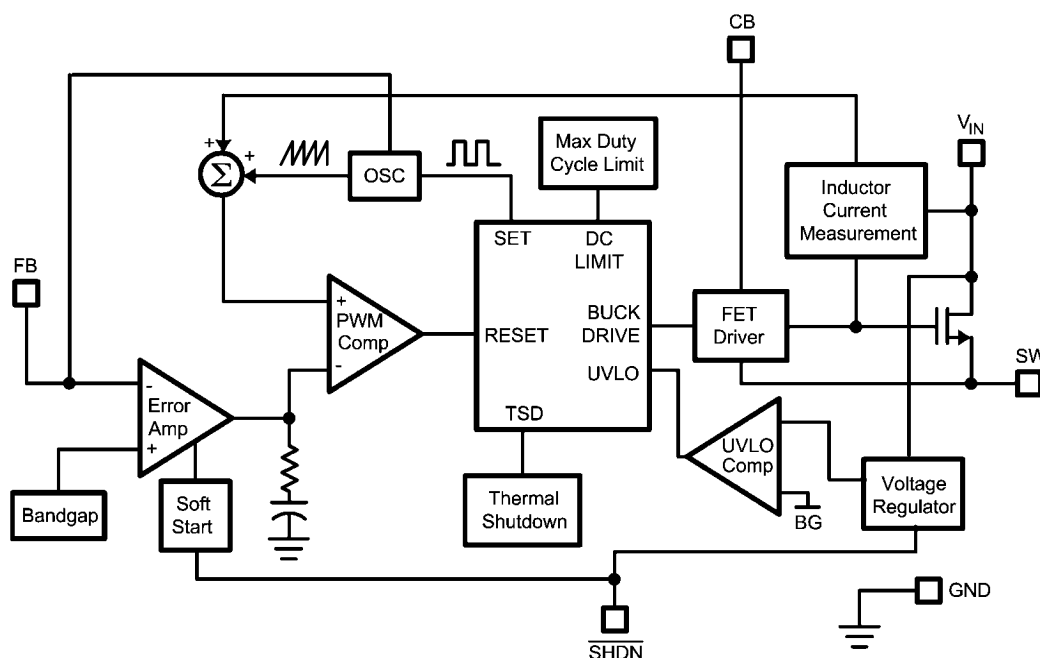 CB
V_IN
+
+
Σ
OSC
Max Duty
Cycle Limit
Inductor
Current
Measurement
SET
DC
LIMIT
FB
+
PWM
Comp
-
RESET
BUCK
DRIVE
FET
Driver
UVLO
SW
-
Error
Amp
+
TSD
UVLO
Comp
BG
Bandgap
Soft
Start
Thermal
Shutdown
Voltage
Regulator
GND
SHDN